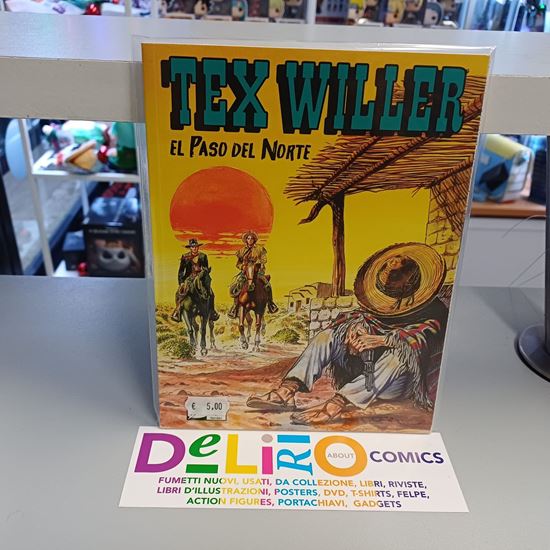 TEX WILLER
EL PASO DEL NORTE
€ 5,00
DELIRIO ABOUT COMICS
FUMETTI NUOVI, USATI, DA COLLEZIONE, LIBRI, RIVISTE,
LIBRI D'ILLUSTRAZIONI, POSTERS, DVD, T-SHIRTS, FELPE,
ACTION FIGURES, PORTACHIAVI, GADGETS